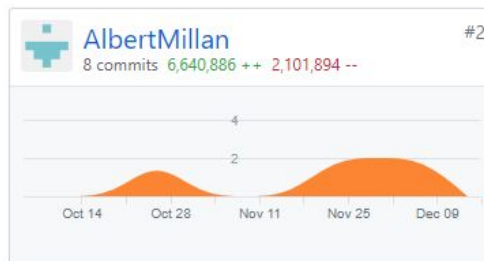 AlbertMillan #2
8 commits 6,640,886 ++ 2,101,894 --
4
2
Oct 14 Oct 28 Nov 11 Nov 25 Dec 09